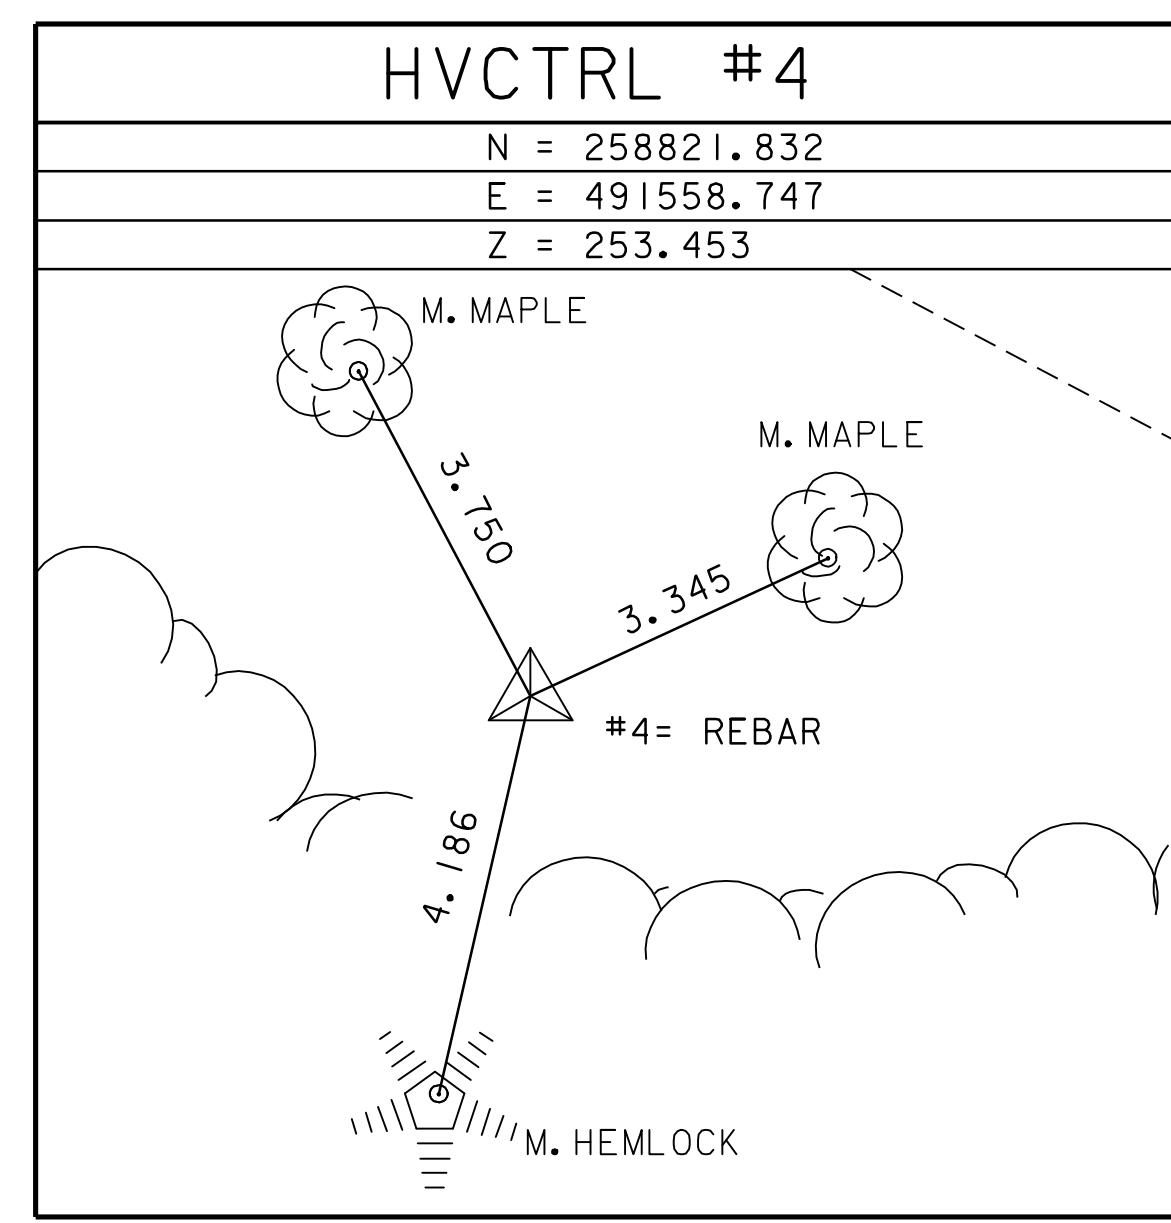 HVCTRL #4
N = 258821.832
E = 491558.747
Z = 253.453
M. MAPLE
M. MAPLE
3.750
3.345
#4= REBAR
4.186
M. HEMLOCK